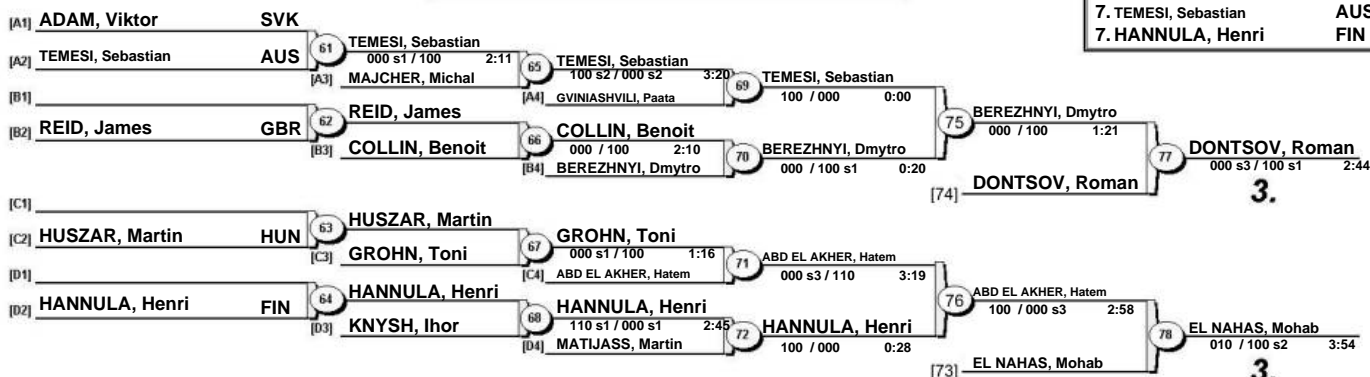 7. TEMESI, Sebastian AUS
7. HANNULA, Henri FIN
[A1] ADAM, Viktor SVK
[A2] TEMESI, Sebastian AUS
61
TEMESI, Sebastian
000 s1 / 100 2:11
[A3] MAJCHER, Michal
65
TEMESI, Sebastian
100 s2 / 000 s2 3:20
[A4] GVINIASHVILI, Paata
69
TEMESI, Sebastian
100 / 000 0:00
[B1]
[B2] REID, James GBR
62
REID, James
[B3] COLLIN, Benoit
66
COLLIN, Benoit
000 / 100 2:10
[B4] BEREZHNYI, Dmytro
70
BEREZHNYI, Dmytro
000 / 100 s1 0:20
75
BEREZHNYI, Dmytro
000 / 100 1:21
[74] DONTSOV, Roman
77
DONTSOV, Roman
000 s3 / 100 s1 2:44
3.
[C1]
[C2] HUSZAR, Martin HUN
63
HUSZAR, Martin
[C3] GROHN, Toni
67
GROHN, Toni
000 s1 / 100 1:16
[C4] ABD EL AKHER, Hatem
71
ABD EL AKHER, Hatem
000 s3 / 110 3:19
[D1]
[D2] HANNULA, Henri FIN
64
HANNULA, Henri
[D3] KNYSH, Ihor
68
HANNULA, Henri
110 s1 / 000 s1 2:45
[D4] MATIJASS, Martin
72
HANNULA, Henri
100 / 000 0:28
76
ABD EL AKHER, Hatem
100 / 000 s3 2:58
[73] EL NAHAS, Mohab
78
EL NAHAS, Mohab
010 / 100 s2 3:54
3.